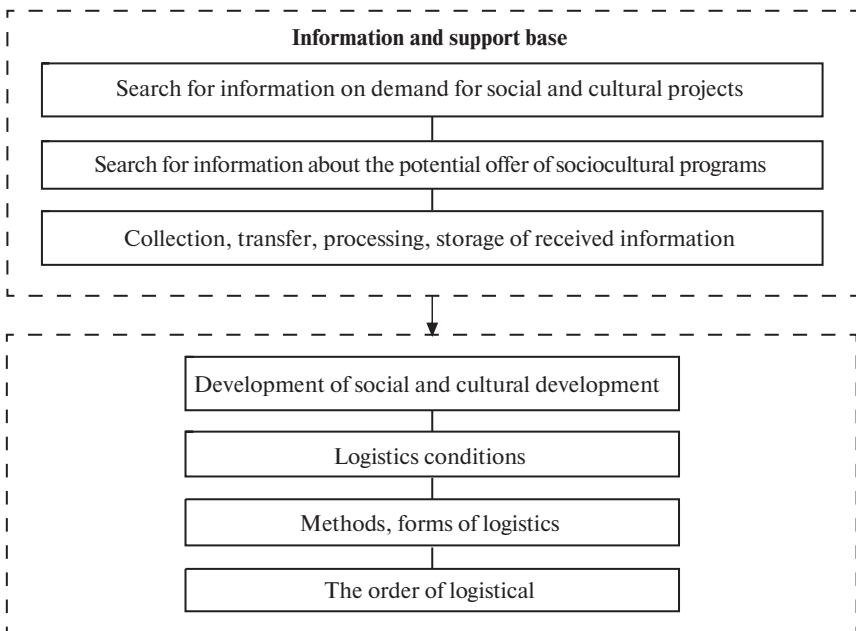 Information and support base
Search for information on demand for social and cultural projects
Search for information about the potential offer of sociocultural programs
Collection, transfer, processing, storage of received information
Development of social and cultural development
Logistics conditions
Methods, forms of logistics
The order of logistical